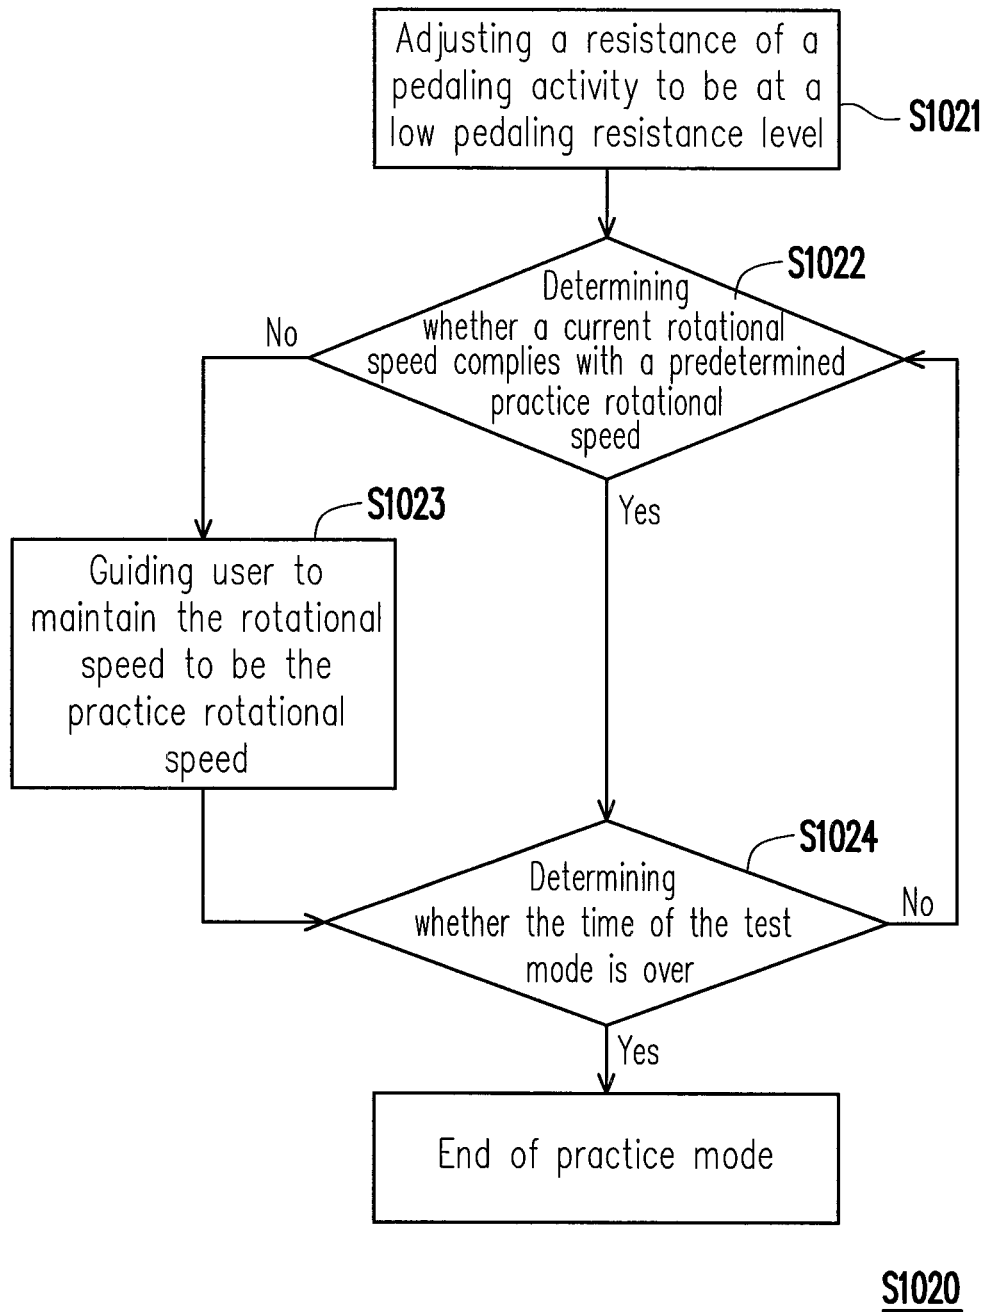 Adjusting a resistance of a
pedaling activity to be at a
low pedaling resistance level
S1021
S1022
Determining
whether a current rotational
speed complies with a predetermined
practice rotational
speed
No
Yes
S1023
Guiding user to
maintain the rotational
speed to be the
practice rotational
speed
S1024
Determining
whether the time of the test
mode is over
No
Yes
End of practice mode
S1020